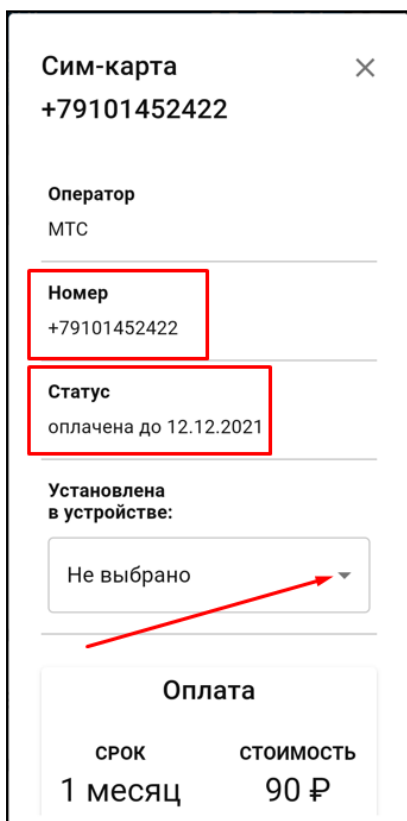 Сим-карта
+79101452422
Оператор
МТС
Номер
+79101452422
Статус
оплачена до 12.12.2021
Установлена
в устройстве:
Не выбрано
Оплата
СРОК СТОИМОСТЬ
1 месяц 90 ₽